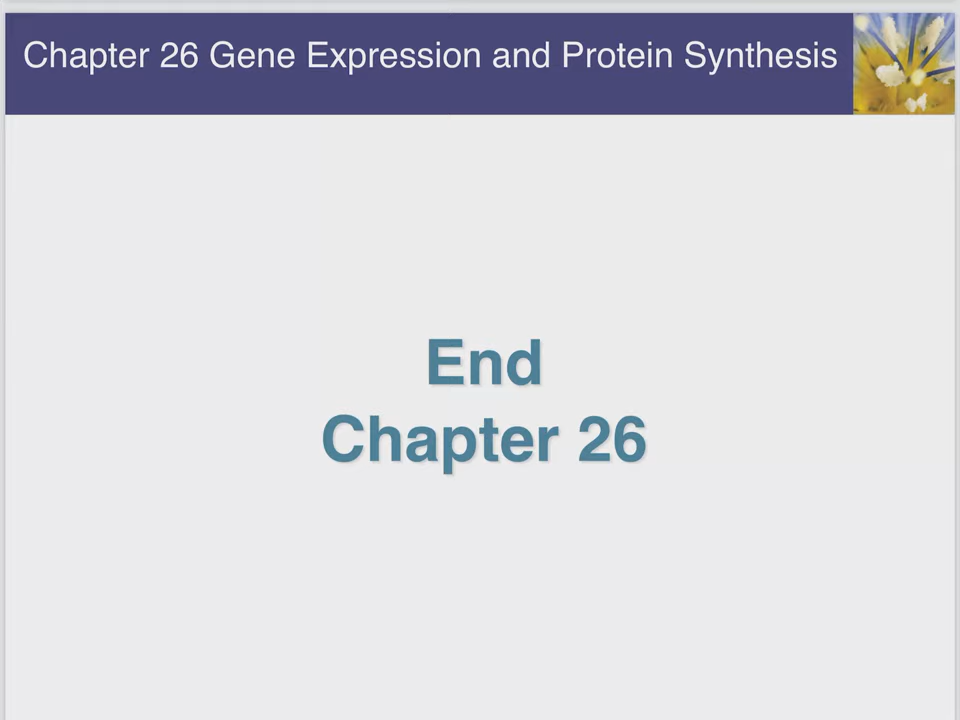 Chapter 26 Gene Expression and Protein Synthesis
End
Chapter 26